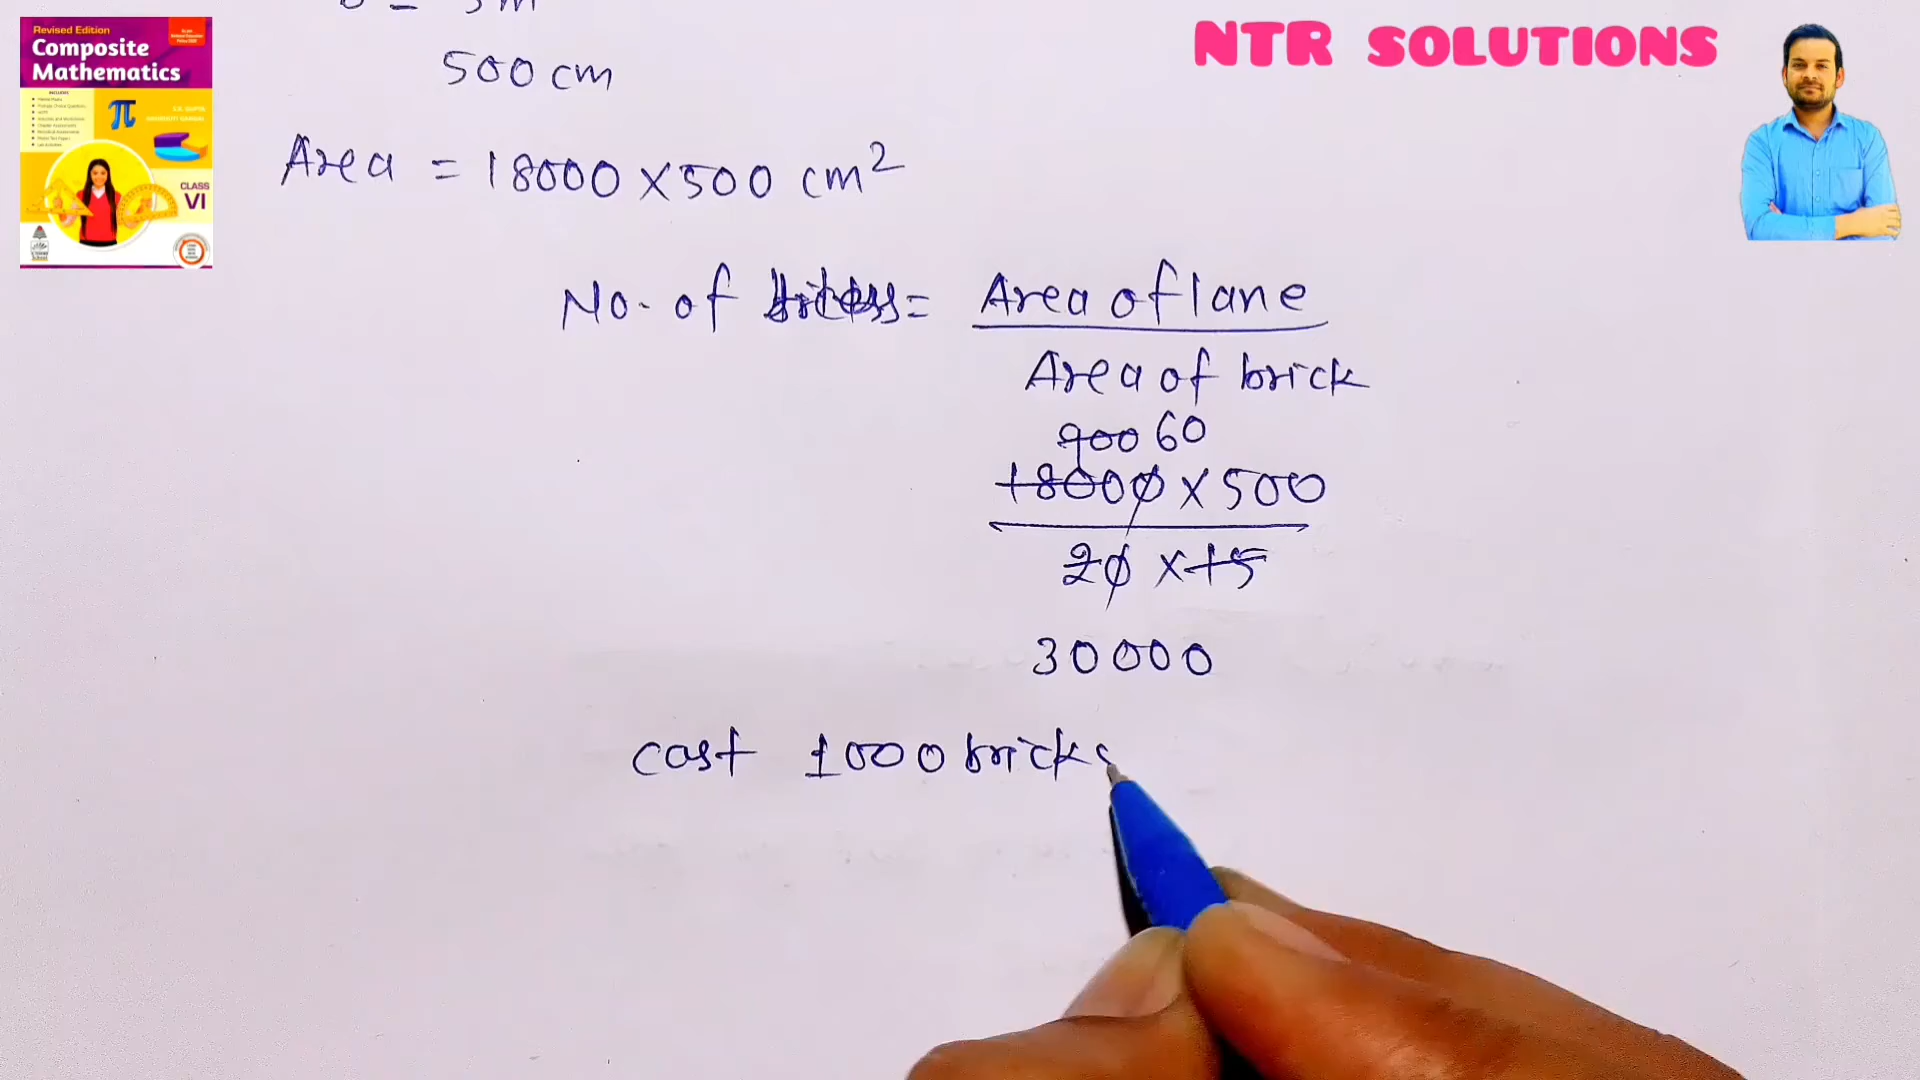 b = 5m
500 cm
Area = 18000 x 500 cm²
No. of = Area of lane
Area of brick
900 60
18000 x 500
20 x 15
30000
cost 1000 bricks
NTR SOLUTIONS
Revised Edition
Composite
Mathematics
CLASS
VI